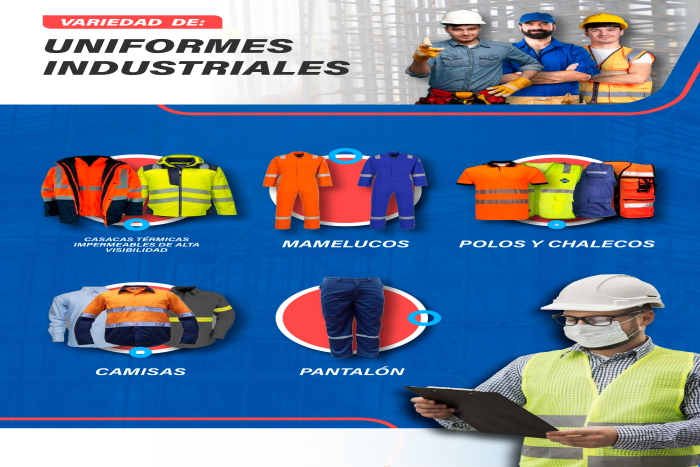 VARIEDAD DE:
UNIFORMES
INDUSTRIALES
CASACAS TÉRMICAS
IMPERMEABLES DE ALTA
VISIBILIDAD
MAMELUCOS
POLOS Y CHALECOS
CAMISAS
PANTALÓN